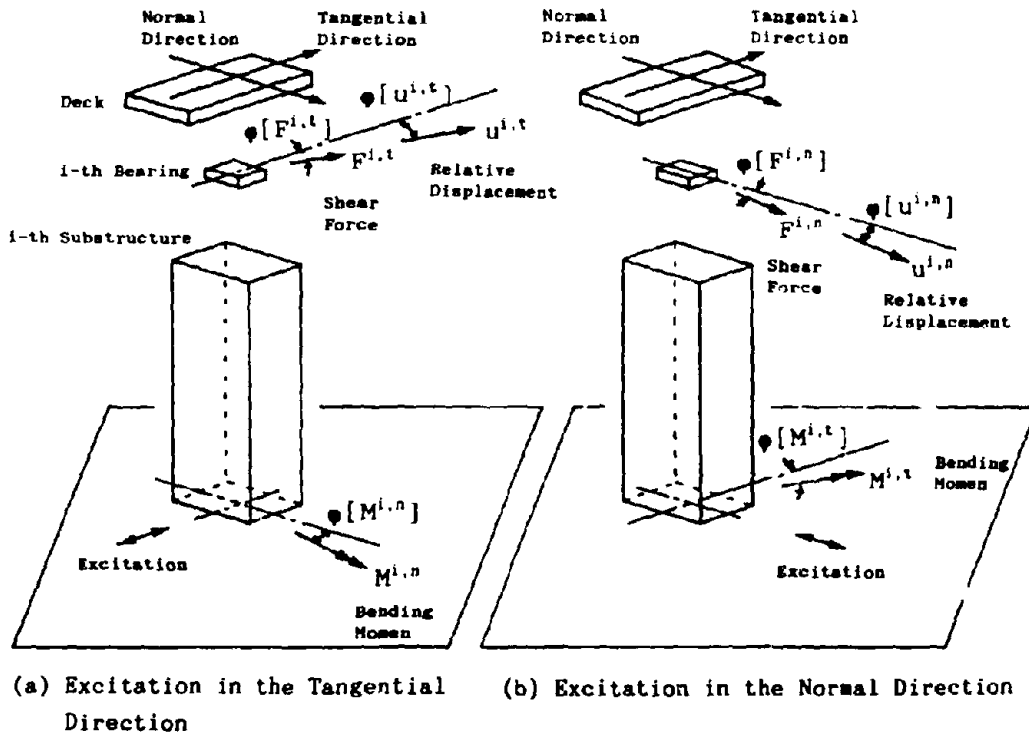 Normal
Direction
Tangential
Direction
Deck
φ[u^{i,t}]
φ[F^{i,t}]
u^{i,t}
F^{i,t}
i-th Bearing
Relative
Displacement
Shear
Force
i-th Substructure
φ[M^{i,n}]
Excitation
M^{i,n}
Bending
Momen
(a) Excitation in the Tangential
Direction
Normal
Direction
Tangential
Direction
φ[F^{i,n}]
φ[u^{i,n}]
F^{i,n}
u^{i,n}
Shear
Force
Relative
Displacement
φ[M^{i,t}]
M^{i,t}
Bending
Momen
Excitation
(b) Excitation in the Normal Direction